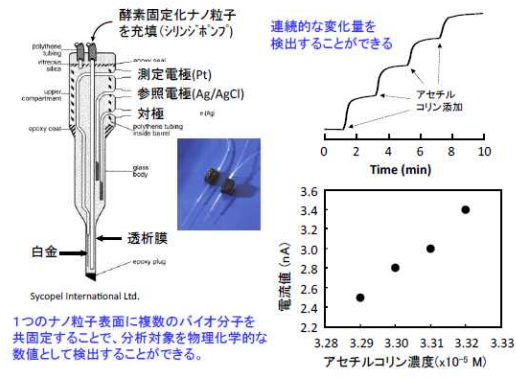 酵素固定化ナノ粒子
を充填(シリンジポンプ)
polythene
tubing
vitreous
silica
epoxy seal
測定電極(Pt)
upper
compartment
参照電極(Ag/AgCl)
対極
e (Ag)
epoxy coat
polythene tubing
inside barrel
glass
body
透析膜
白金
epoxy plug
Sycopel International Ltd.
1つのナノ粒子表面に複数のバイオ分子を
共固定することで、分析対象を物理化学的な
数値として検出することができる。
連続的な変化量を
検出することができる
アセチル
コリン添加
0 2 4 6 8 10
Time (min)
電流値 (nA)
3.6
3.4
3.2
3.0
2.8
2.6
2.4
2.2
3.28 3.29 3.30 3.31 3.32 3.33
アセチルコリン濃度(x10⁻⁵ M)